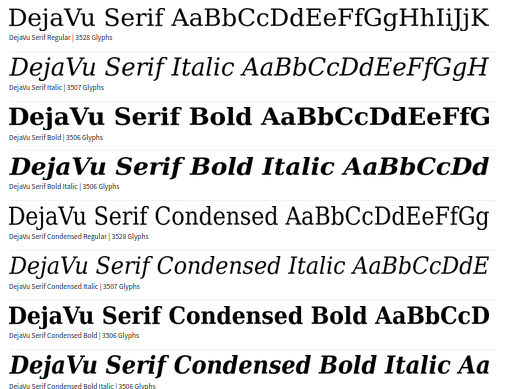 DejaVu Serif AaBbCcDdEeFfGgHhIiJjK
DejaVu Serif Regular | 3528 Glyphs
DejaVu Serif Italic AaBbCcDdEeFfGgH
DejaVu Serif Italic | 3507 Glyphs
DejaVu Serif Bold AaBbCcDdEeFfG
DejaVu Serif Bold | 3506 Glyphs
DejaVu Serif Bold Italic AaBbCcDd
DejaVu Serif Bold Italic | 3506 Glyphs
DejaVu Serif Condensed AaBbCcDdEeFfGg
DejaVu Serif Condensed Regular | 3528 Glyphs
DejaVu Serif Condensed Italic AaBbCcDdE
DejaVu Serif Condensed Italic | 3507 Glyphs
DejaVu Serif Condensed Bold AaBbCcD
DejaVu Serif Condensed Bold | 3506 Glyphs
DejaVu Serif Condensed Bold Italic Aa
DejaVu Serif Condensed Bold Italic | 3506 Glyphs